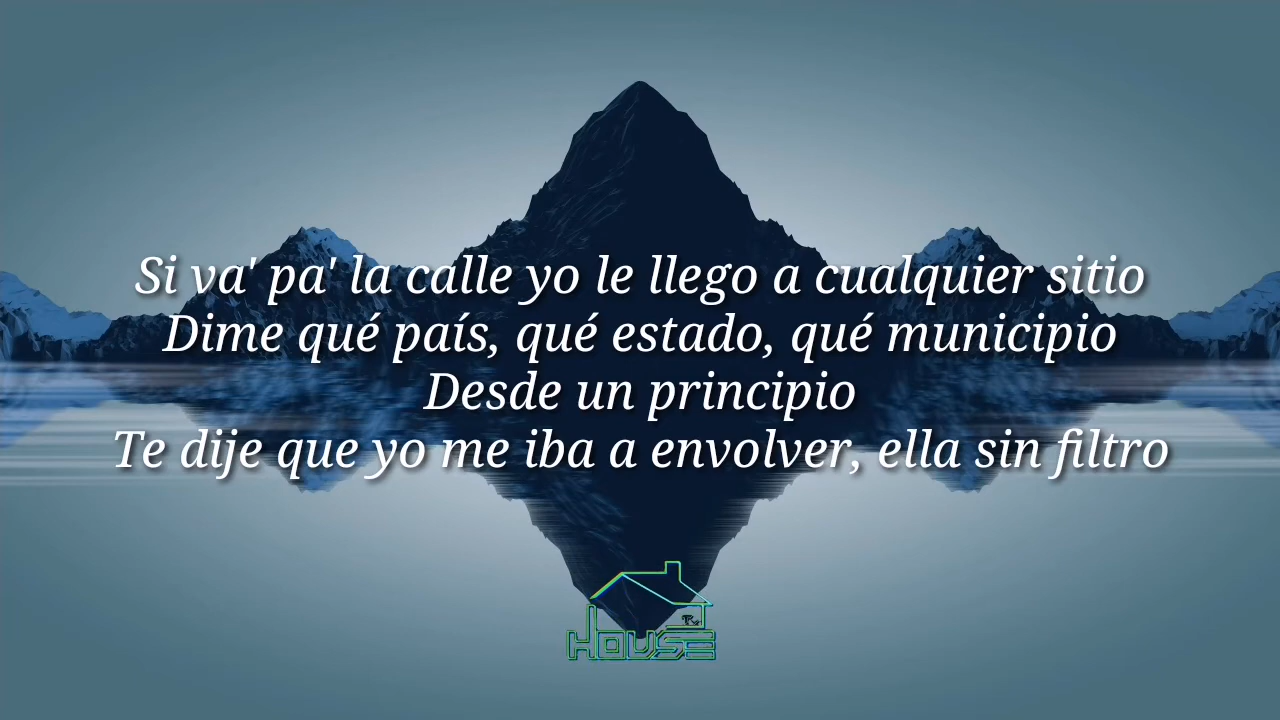 Si va' pa' la calle yo le llego a cualquier sitio
Dime qué país, qué estado, qué municipio
Desde un principio
Te dije que yo me iba a envolver, ella sin filtro
HOUSE